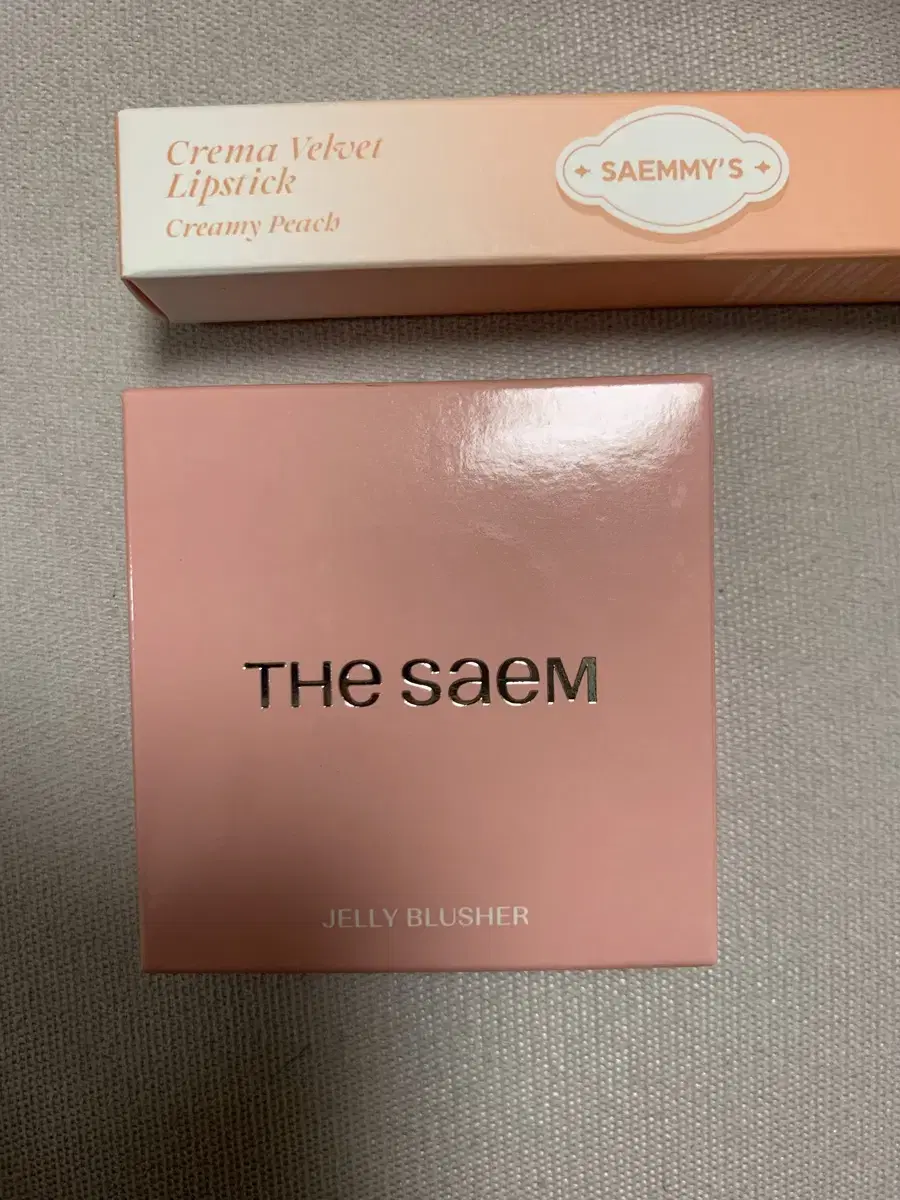 Crema Velvet
Lipstick
Creamy Peach
SAEMMY'S
THE SAEM
JELLY BLUSHER